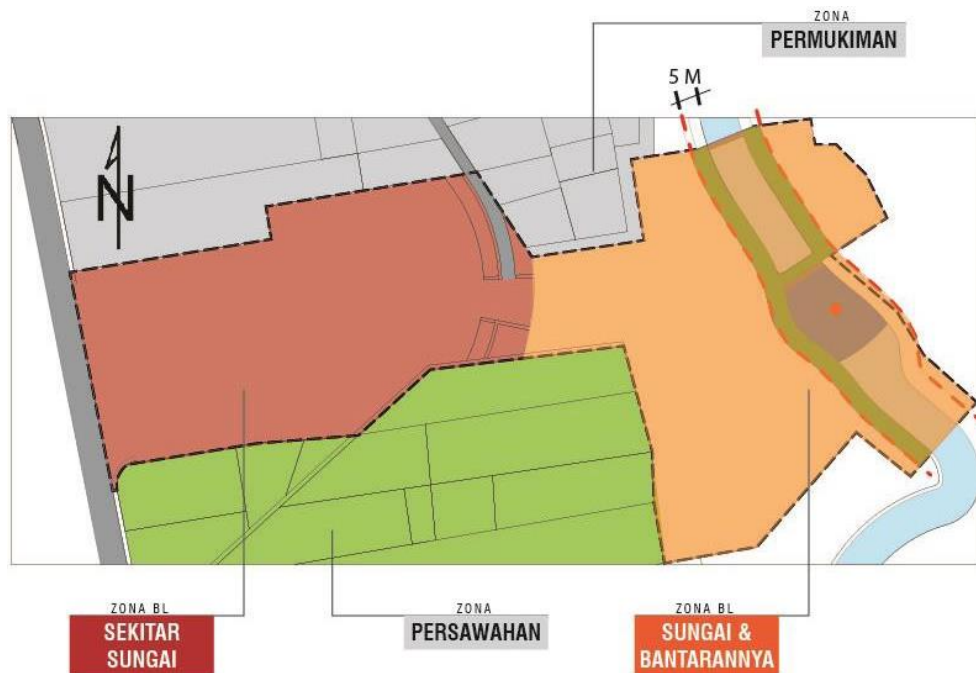 ZONA
PERMUKIMAN
5 M
N
ZONA BL
SEKITAR
SUNGAI
ZONA
PERSAWAHAN
ZONA BL
SUNGAI &
BANTARANNYA